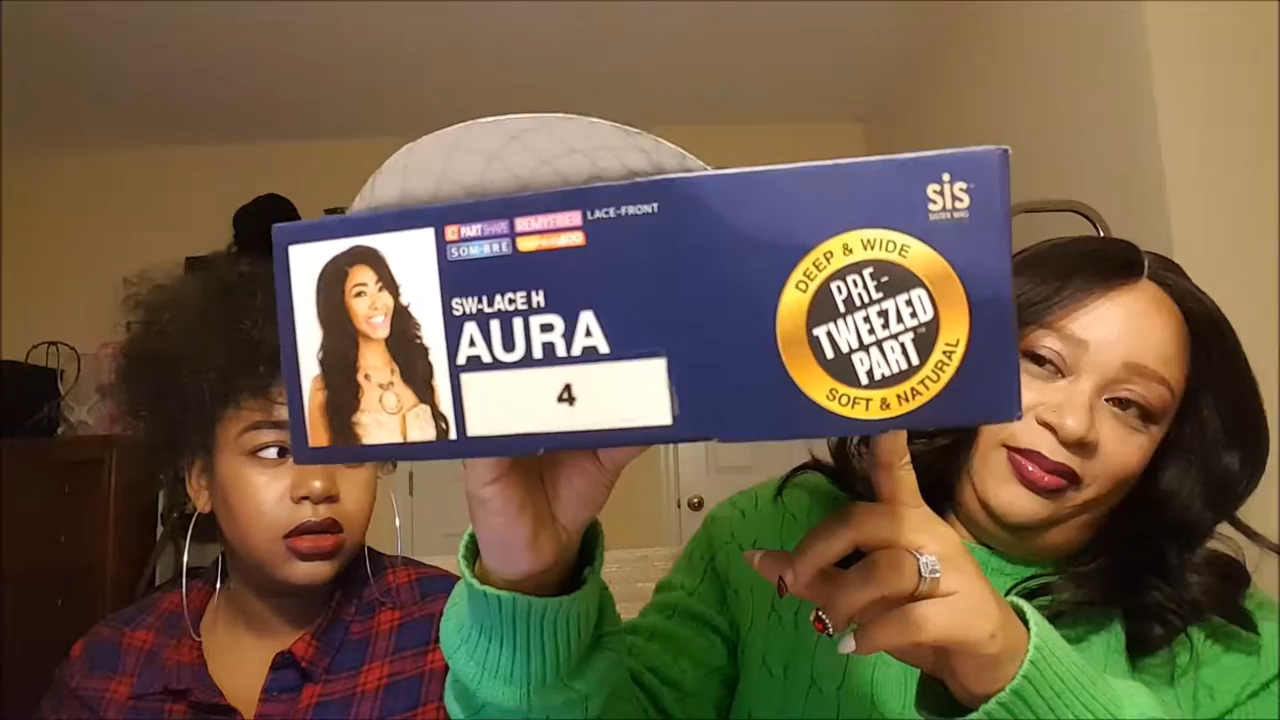 C PARTSHAPE REMYFIBER LACE-FRONT
SOM·BRE
SW-LACE H
AURA
4
DEEP & WIDE
PRE-
TWEEZED
PART
SOFT & NATURAL
sis
SISTER WIG